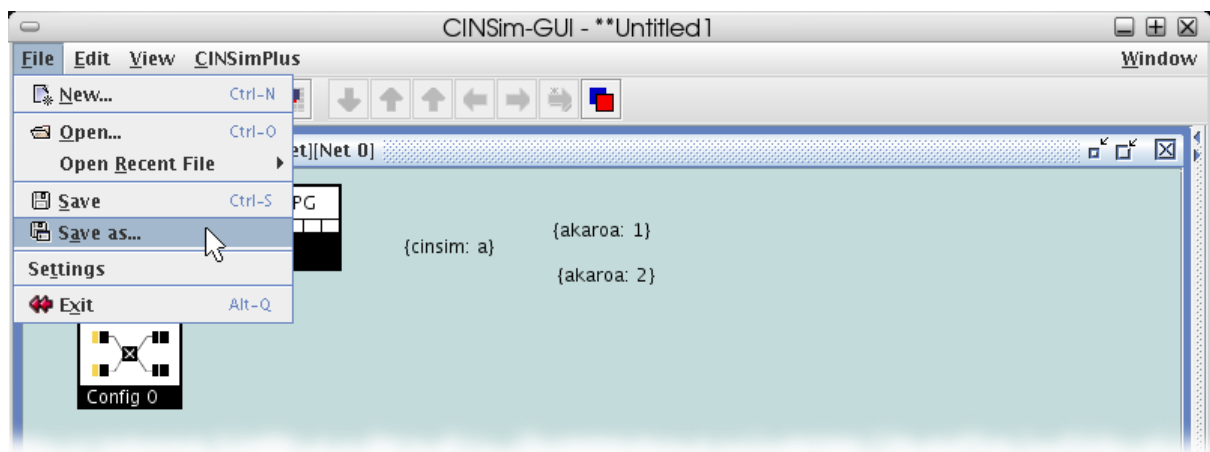 CINSim-GUI - **Untitled1
File Edit View CINSimPlus Window
New... Ctrl-N
Open... Ctrl-O
Open Recent File
Save Ctrl-S
Save as...
Settings
Exit Alt-Q
et][Net 0]
PG
{cinsim: a}
{akaroa: 1}
{akaroa: 2}
Config 0